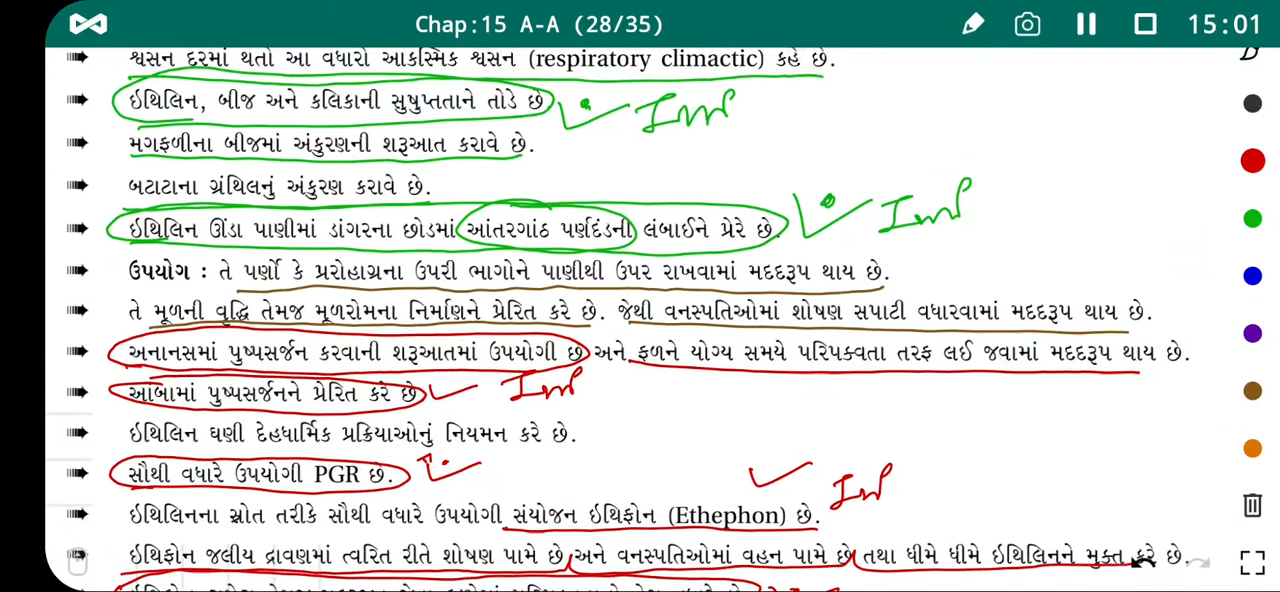 Chap:15 A-A (28/35)
15:01
શ્વસન દરમાં થતો આ વધારો આકસ્મિક શ્વસન (respiratory climactic) કહે છે.
ઇથિલિન, બીજ અને કલિકાની સુષુપ્તતાને તોડે છે Imp
મગફળીના બીજમાં અંકુરણની શરૂઆત કરાવે છે.
બટાટાના ગ્રંથિલનું અંકુરણ કરાવે છે.
ઇથિલિન ઊંડા પાણીમાં ડાંગરના છોડમાં આંતરગાંઠ પર્ણદંડની લંબાઈને પ્રેરે છે. Imp
ઉપયોગ : તે પર્ણો કે પ્રરોહાગ્રના ઉપરી ભાગોને પાણીથી ઉપર રાખવામાં મદદરૂપ થાય છે.
તે મૂળની વૃદ્ધિ તેમજ મૂળરોમના નિર્માણને પ્રેરિત કરે છે. જેથી વનસ્પતિઓમાં શોષણ સપાટી વધારવામાં મદદરૂપ થાય છે.
અનાનસમાં પુષ્પસર્જન કરવાની શરૂઆતમાં ઉપયોગી છે અને ફળને યોગ્ય સમયે પરિપક્વતા તરફ લઈ જવામાં મદદરૂપ થાય છે.
આંબામાં પુષ્પસર્જનને પ્રેરિત કરે છે Imp
ઇથિલિન ઘણી દેહધાર્મિક પ્રક્રિયાઓનું નિયમન કરે છે.
સૌથી વધારે ઉપયોગી PGR છે.
ઇથિલિનના સ્રોત તરીકે સૌથી વધારે ઉપયોગી સંયોજન ઇથિફોન (Ethephon) છે. Imp
ઇથિફોન જલીય દ્રાવણમાં ત્વરિત રીતે શોષણ પામે છે અને વનસ્પતિઓમાં વહન પામે છે તથા ધીમે ધીમે ઇથિલિનને મુક્ત કરે છે.